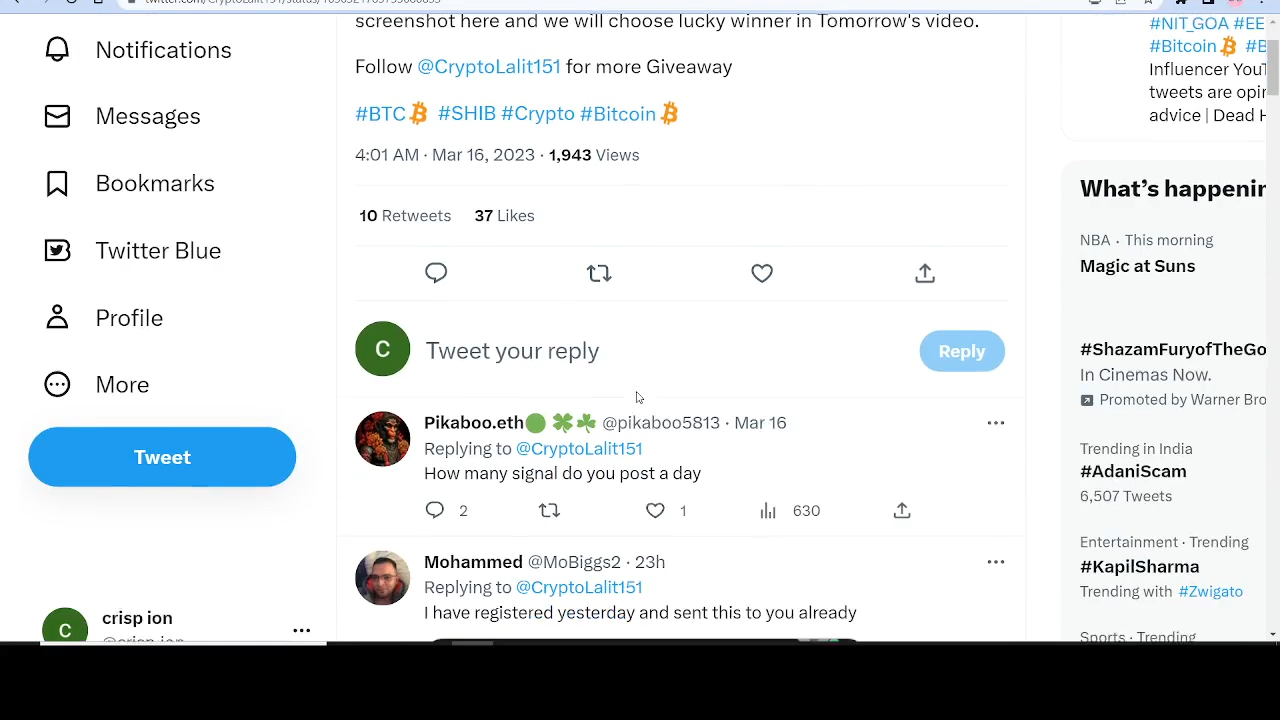 screenshot here and we will choose lucky winner in Tomorrow's video.
Follow @CryptoLalit151 for more Giveaway
#BTC #SHIB #Crypto #Bitcoin
4:01 AM · Mar 16, 2023 · 1,943 Views
10 Retweets 37 Likes
C Tweet your reply Reply
Pikaboo.eth @pikaboo5813 · Mar 16
Replying to @CryptoLalit151
How many signal do you post a day
2 1 630
Mohammed @MoBiggs2 · 23h
Replying to @CryptoLalit151
I have registered yesterday and sent this to you already
Notifications
Messages
Bookmarks
Twitter Blue
Profile
More
Tweet
C crisp ion
#NIT_GOA #EE
#Bitcoin #B
Influencer YouT
tweets are opin
advice | Dead H
What's happenin
NBA · This morning
Magic at Suns
#ShazamFuryofTheGo
In Cinemas Now.
Promoted by Warner Bro
Trending in India
#AdaniScam
6,507 Tweets
Entertainment · Trending
#KapilSharma
Trending with #Zwigato
Sports · Trending